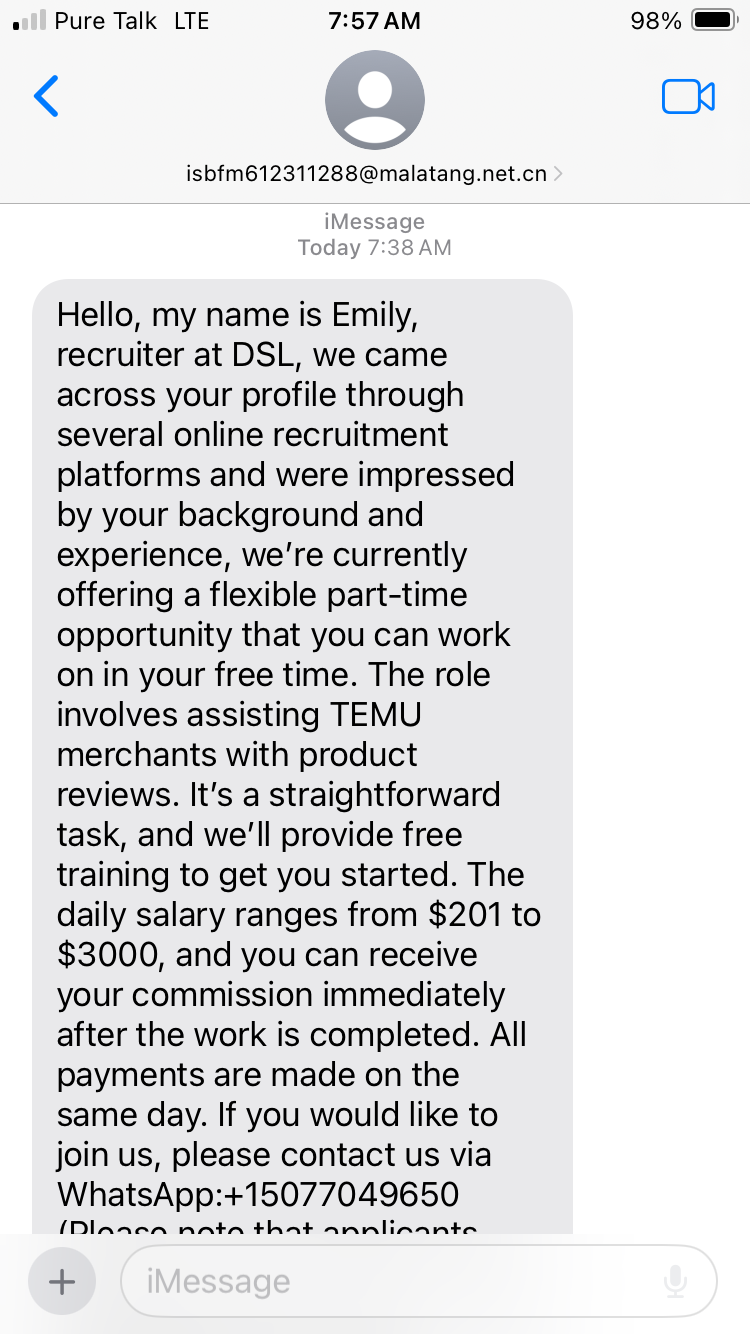 Pure Talk LTE 7:57 AM 98%
isbfm612311288@malatang.net.cn
iMessage
Today 7:38 AM
Hello, my name is Emily,
recruiter at DSL, we came
across your profile through
several online recruitment
platforms and were impressed
by your background and
experience, we’re currently
offering a flexible part-time
opportunity that you can work
on in your free time. The role
involves assisting TEMU
merchants with product
reviews. It’s a straightforward
task, and we’ll provide free
training to get you started. The
daily salary ranges from $201 to
$3000, and you can receive
your commission immediately
after the work is completed. All
payments are made on the
same day. If you would like to
join us, please contact us via
WhatsApp:+15077049650
(Please note that applicants
iMessage